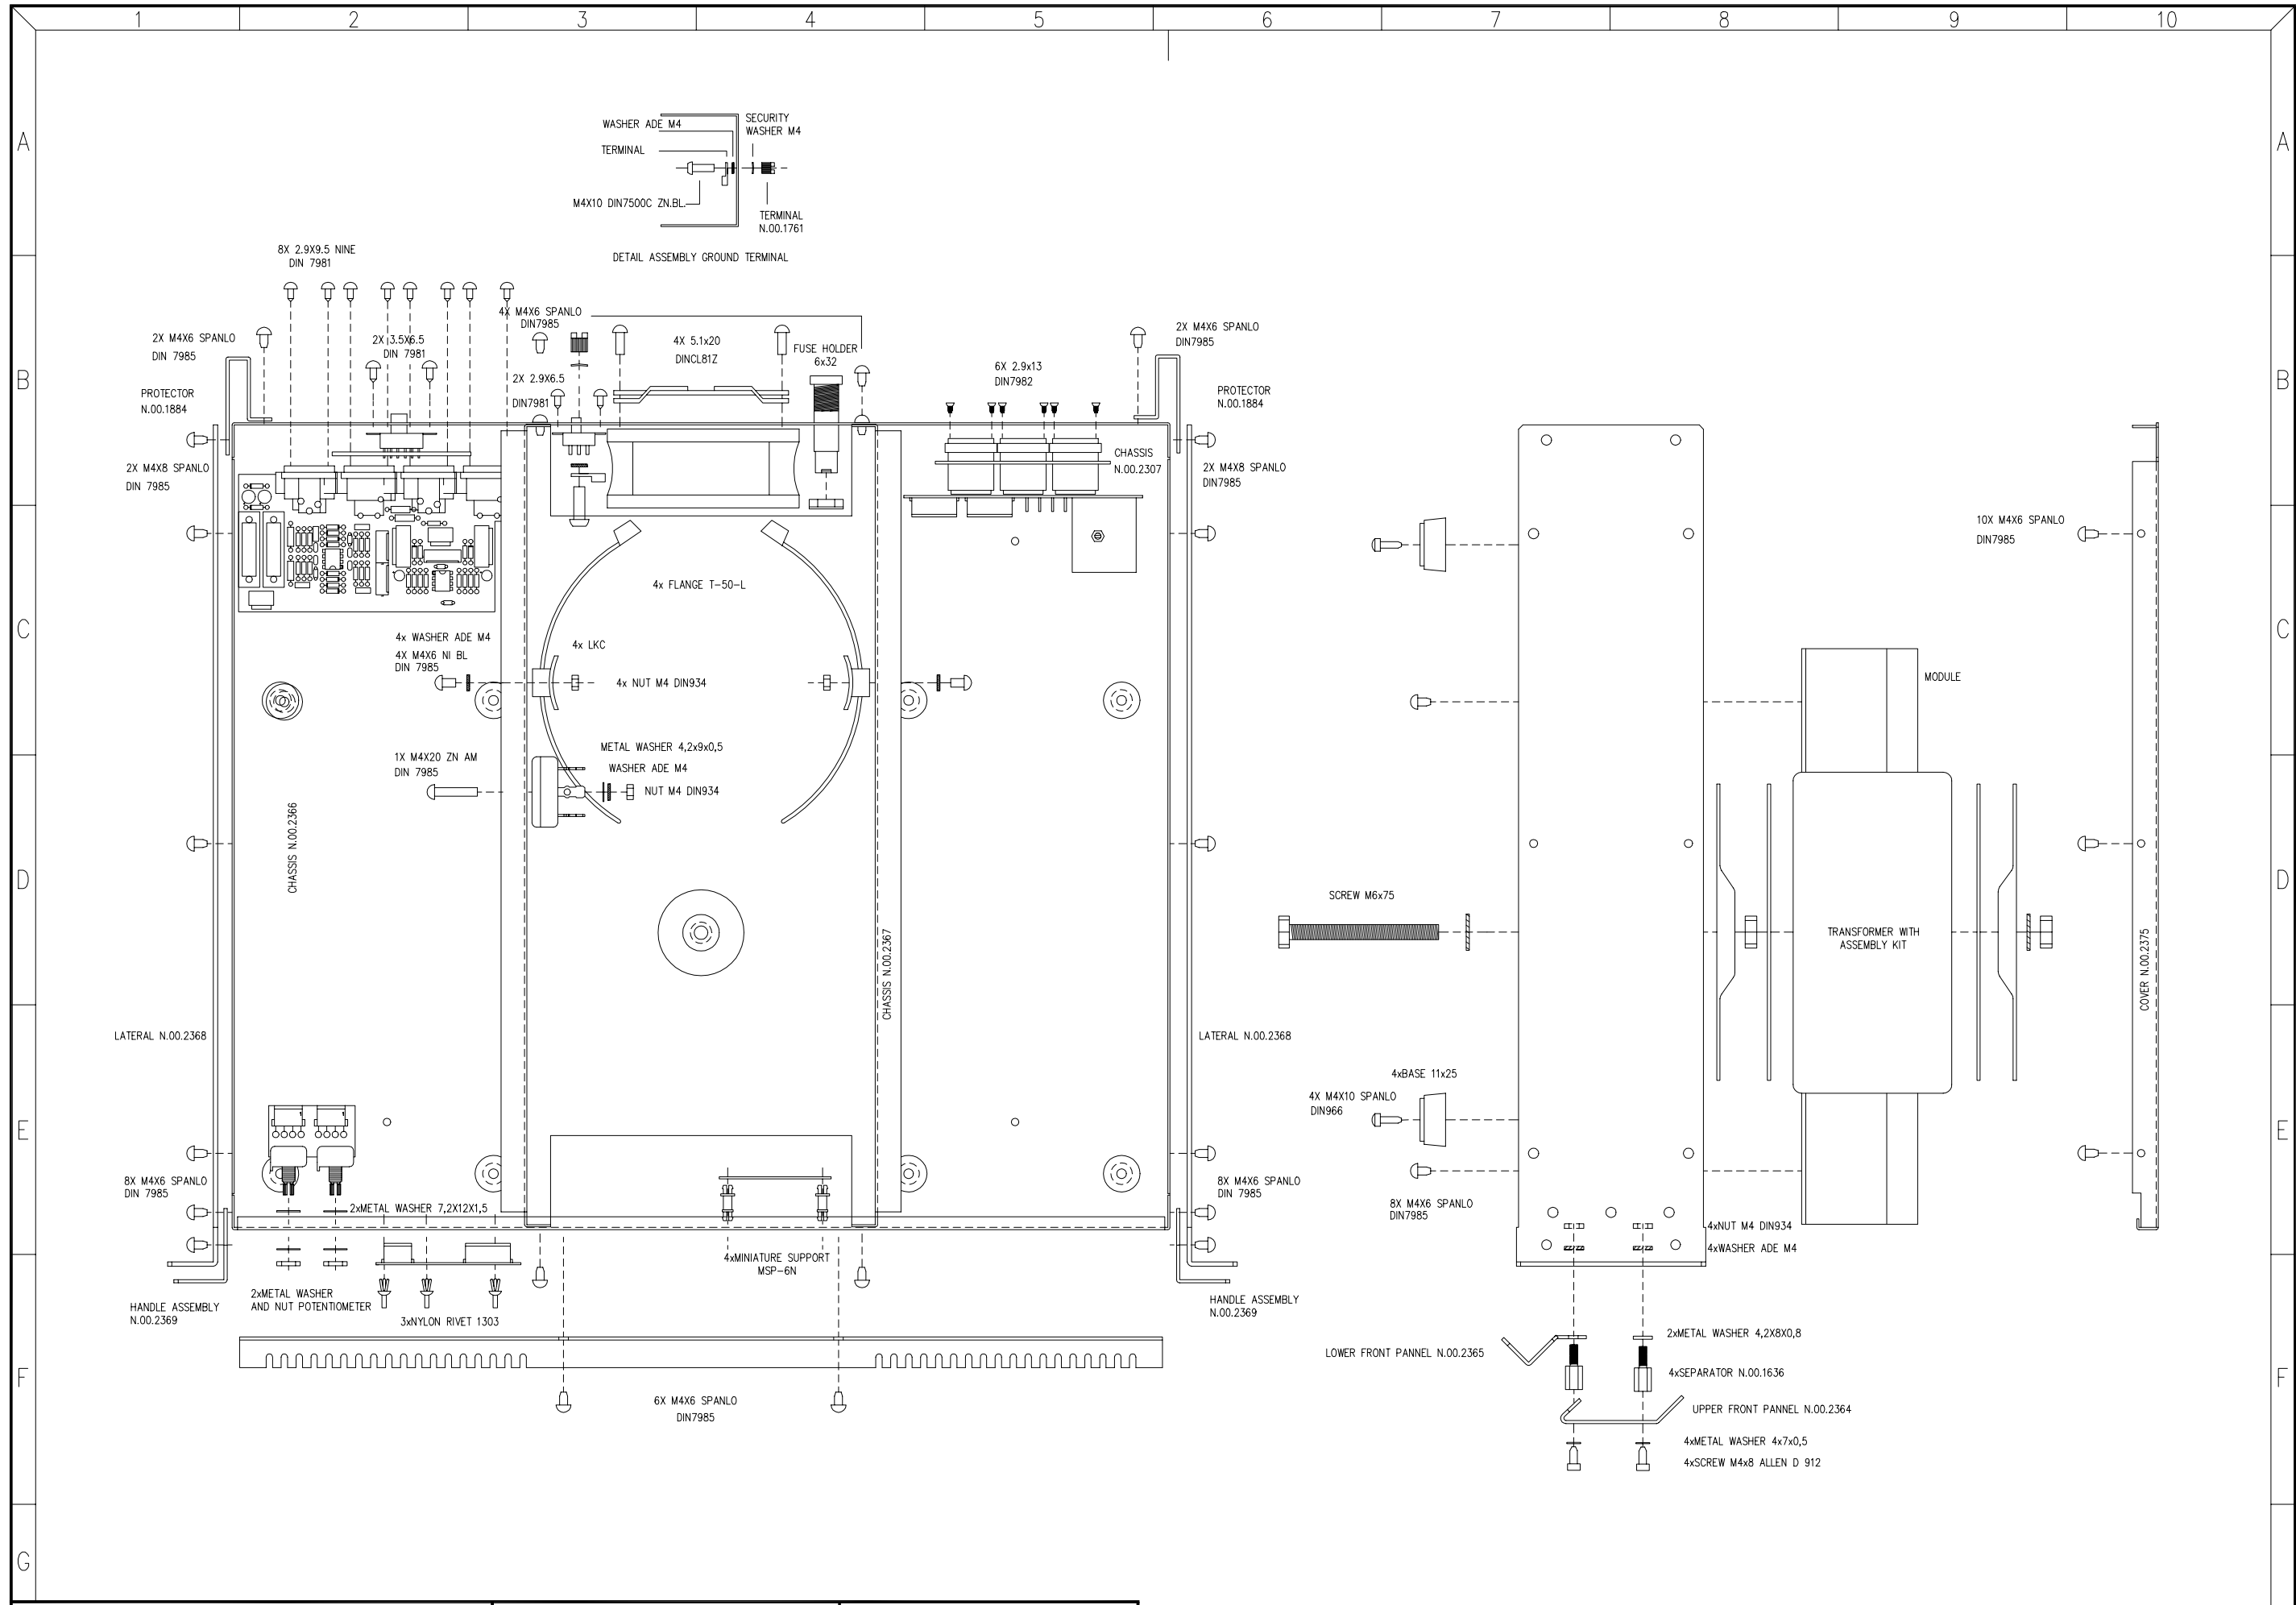 1 2 3 4 5 6 7 8 9 10
A
A
WASHER ADE M4
SECURITY
WASHER M4
TERMINAL
M4X10 DIN7500C ZN.BL.
TERMINAL
N.00.1761
DETAIL ASSEMBLY GROUND TERMINAL
8X 2.9X9.5 NINE
DIN 7981
B
B
2X M4X6 SPANLO
DIN 7985
2X 3.5X6.5
DIN 7981
4X M4X6 SPANLO
DIN7985
2X 2.9X6.5
DIN7981
4X 5.1x20
DINCL81Z
FUSE HOLDER
6x32
6X 2.9x13
DIN7982
2X M4X6 SPANLO
DIN7985
PROTECTOR
N.00.1884
PROTECTOR
N.00.1884
2X M4X8 SPANLO
DIN 7985
CHASSIS
N.00.2307
2X M4X8 SPANLO
DIN7985
10X M4X6 SPANLO
DIN7985
C
C
4x FLANGE T-50-L
4x WASHER ADE M4
4X M4X6 NI BL
DIN 7985
4x LKC
4x NUT M4 DIN934
MODULE
1X M4X20 ZN AM
DIN 7985
METAL WASHER 4,2x9x0,5
WASHER ADE M4
NUT M4 DIN934
D
D
CHASSIS N.00.2366
CHASSIS N.00.2367
SCREW M6x75
TRANSFORMER WITH
ASSEMBLY KIT
COVER N.00.2375
LATERAL N.00.2368
LATERAL N.00.2368
4xBASE 11x25
4X M4X10 SPANLO
DIN966
E
E
1 1
8X M4X6 SPANLO
DIN 7985
2xMETAL WASHER 7,2X12X1,5
8X M4X6 SPANLO
DIN 7985
8X M4X6 SPANLO
DIN7985
4xNUT M4 DIN934
4xWASHER ADE M4
4xMINIATURE SUPPORT
MSP-6N
HANDLE ASSEMBLY
N.00.2369
2xMETAL WASHER
AND NUT POTENTIOMETER
3xNYLON RIVET 1303
HANDLE ASSEMBLY
N.00.2369
F
F
LOWER FRONT PANNEL N.00.2365
2xMETAL WASHER 4,2X8X0,8
4xSEPARATOR N.00.1636
UPPER FRONT PANNEL N.00.2364
4xMETAL WASHER 4x7x0,5
4xSCREW M4x8 ALLEN D 912
6X M4X6 SPANLO
DIN7985
G